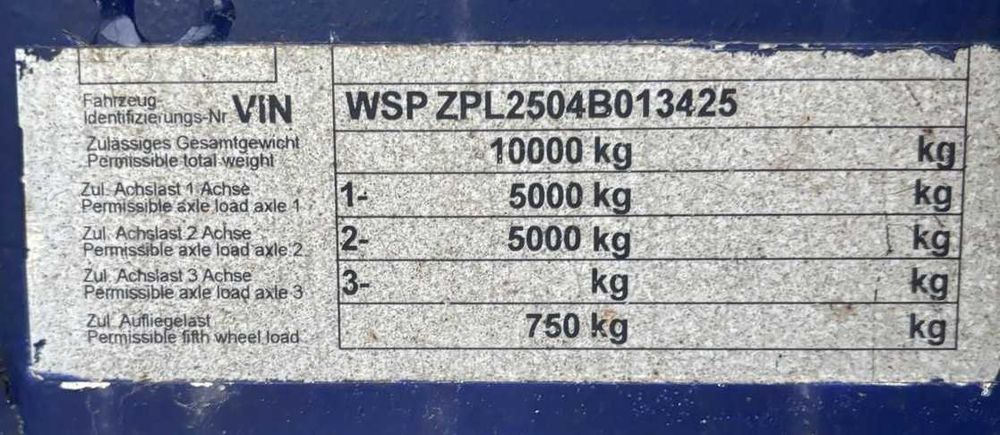 Fahrzeug-
Identifizierungs-Nr VIN WSP ZPL2504B013425
Zulässiges Gesamtgewicht
Permissible total weight 10000 kg kg
Zul. Achslast 1 Achse
Permissible axle load axle 1 1- 5000 kg kg
Zul. Achslast 2 Achse
Permissible axle load axle 2 2- 5000 kg kg
Zul. Achslast 3 Achse
Permissible axle load axle 3 3- kg kg
Zul. Aufliegelast
Permissible fifth wheel load 750 kg kg